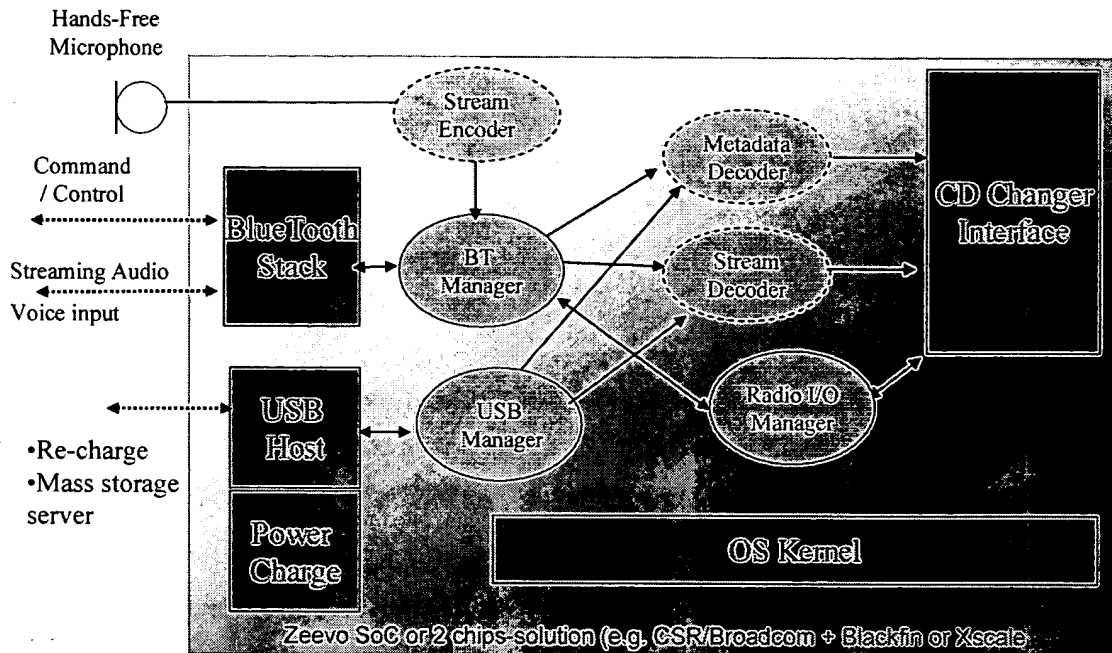 Hands-Free
Microphone
Stream
Encoder
Metadata
Decoder
CD Changer
Interface
Command
/ Control
BlueTooth
Stack
BT
Manager
Stream
Decoder
Streaming Audio
Voice input
USB
Host
USB
Manager
Radio I/O
Manager
•Re-charge
•Mass storage
server
Power
Charge
OS Kernel
Zeevo SoC or 2 chips-solution (e.g. CSR/Broadcom + Blackfin or Xscale